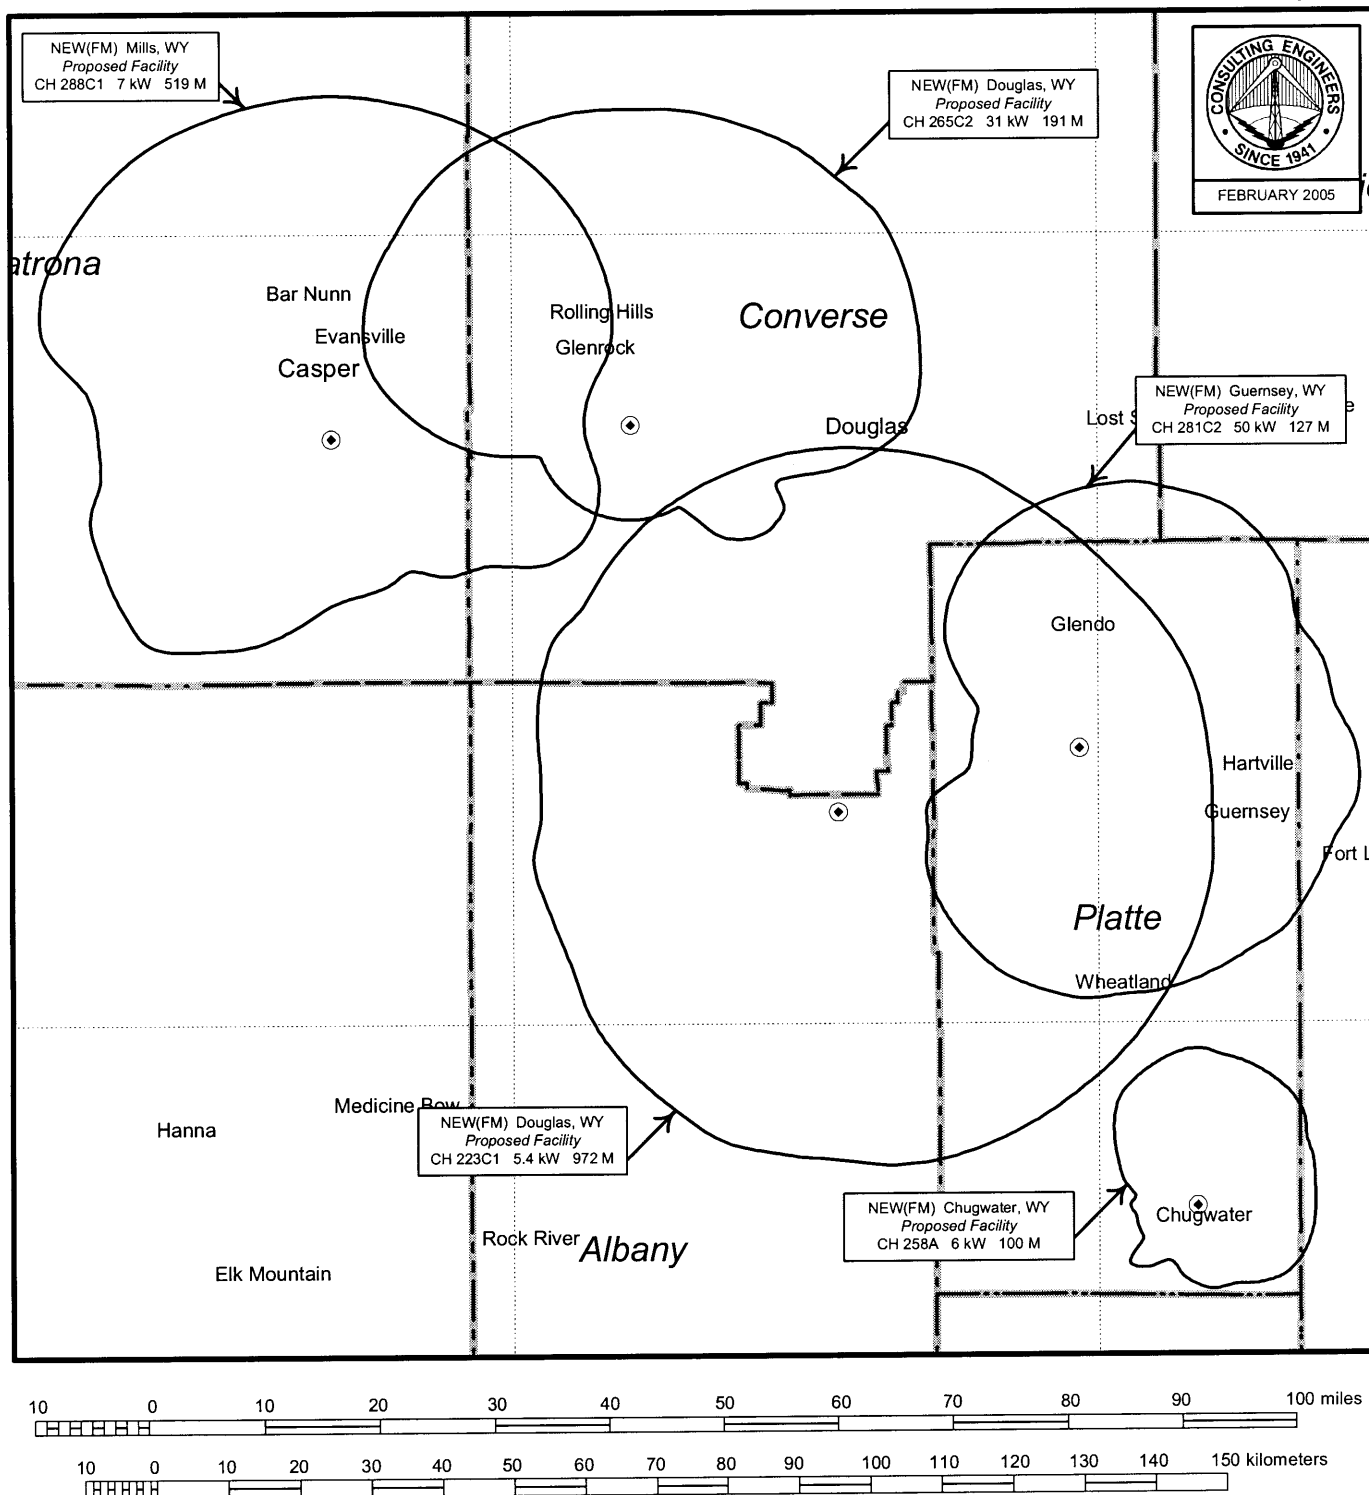 NEW(FM) Mills, WY
Proposed Facility
CH 288C1 7 kW 519 M
NEW(FM) Douglas, WY
Proposed Facility
CH 265C2 31 kW 191 M
CONSULTING ENGINEERS
• SINCE 1941 •
FEBRUARY 2005
atrona
Bar Nunn
Evansville
Casper
Rolling Hills
Glenrock
Converse
Douglas
NEW(FM) Guernsey, WY
Proposed Facility
CH 281C2 50 kW 127 M
Lost S
e
Glendo
Hartville
Guernsey
Fort L
Platte
Wheatland
Medicine Bow
Hanna
NEW(FM) Douglas, WY
Proposed Facility
CH 223C1 5.4 kW 972 M
NEW(FM) Chugwater, WY
Proposed Facility
CH 258A 6 kW 100 M
Chugwater
Rock River
Albany
Elk Mountain
10 0 10 20 30 40 50 60 70 80 90 100 miles
10 0 10 20 30 40 50 60 70 80 90 100 110 120 130 140 150 kilometers